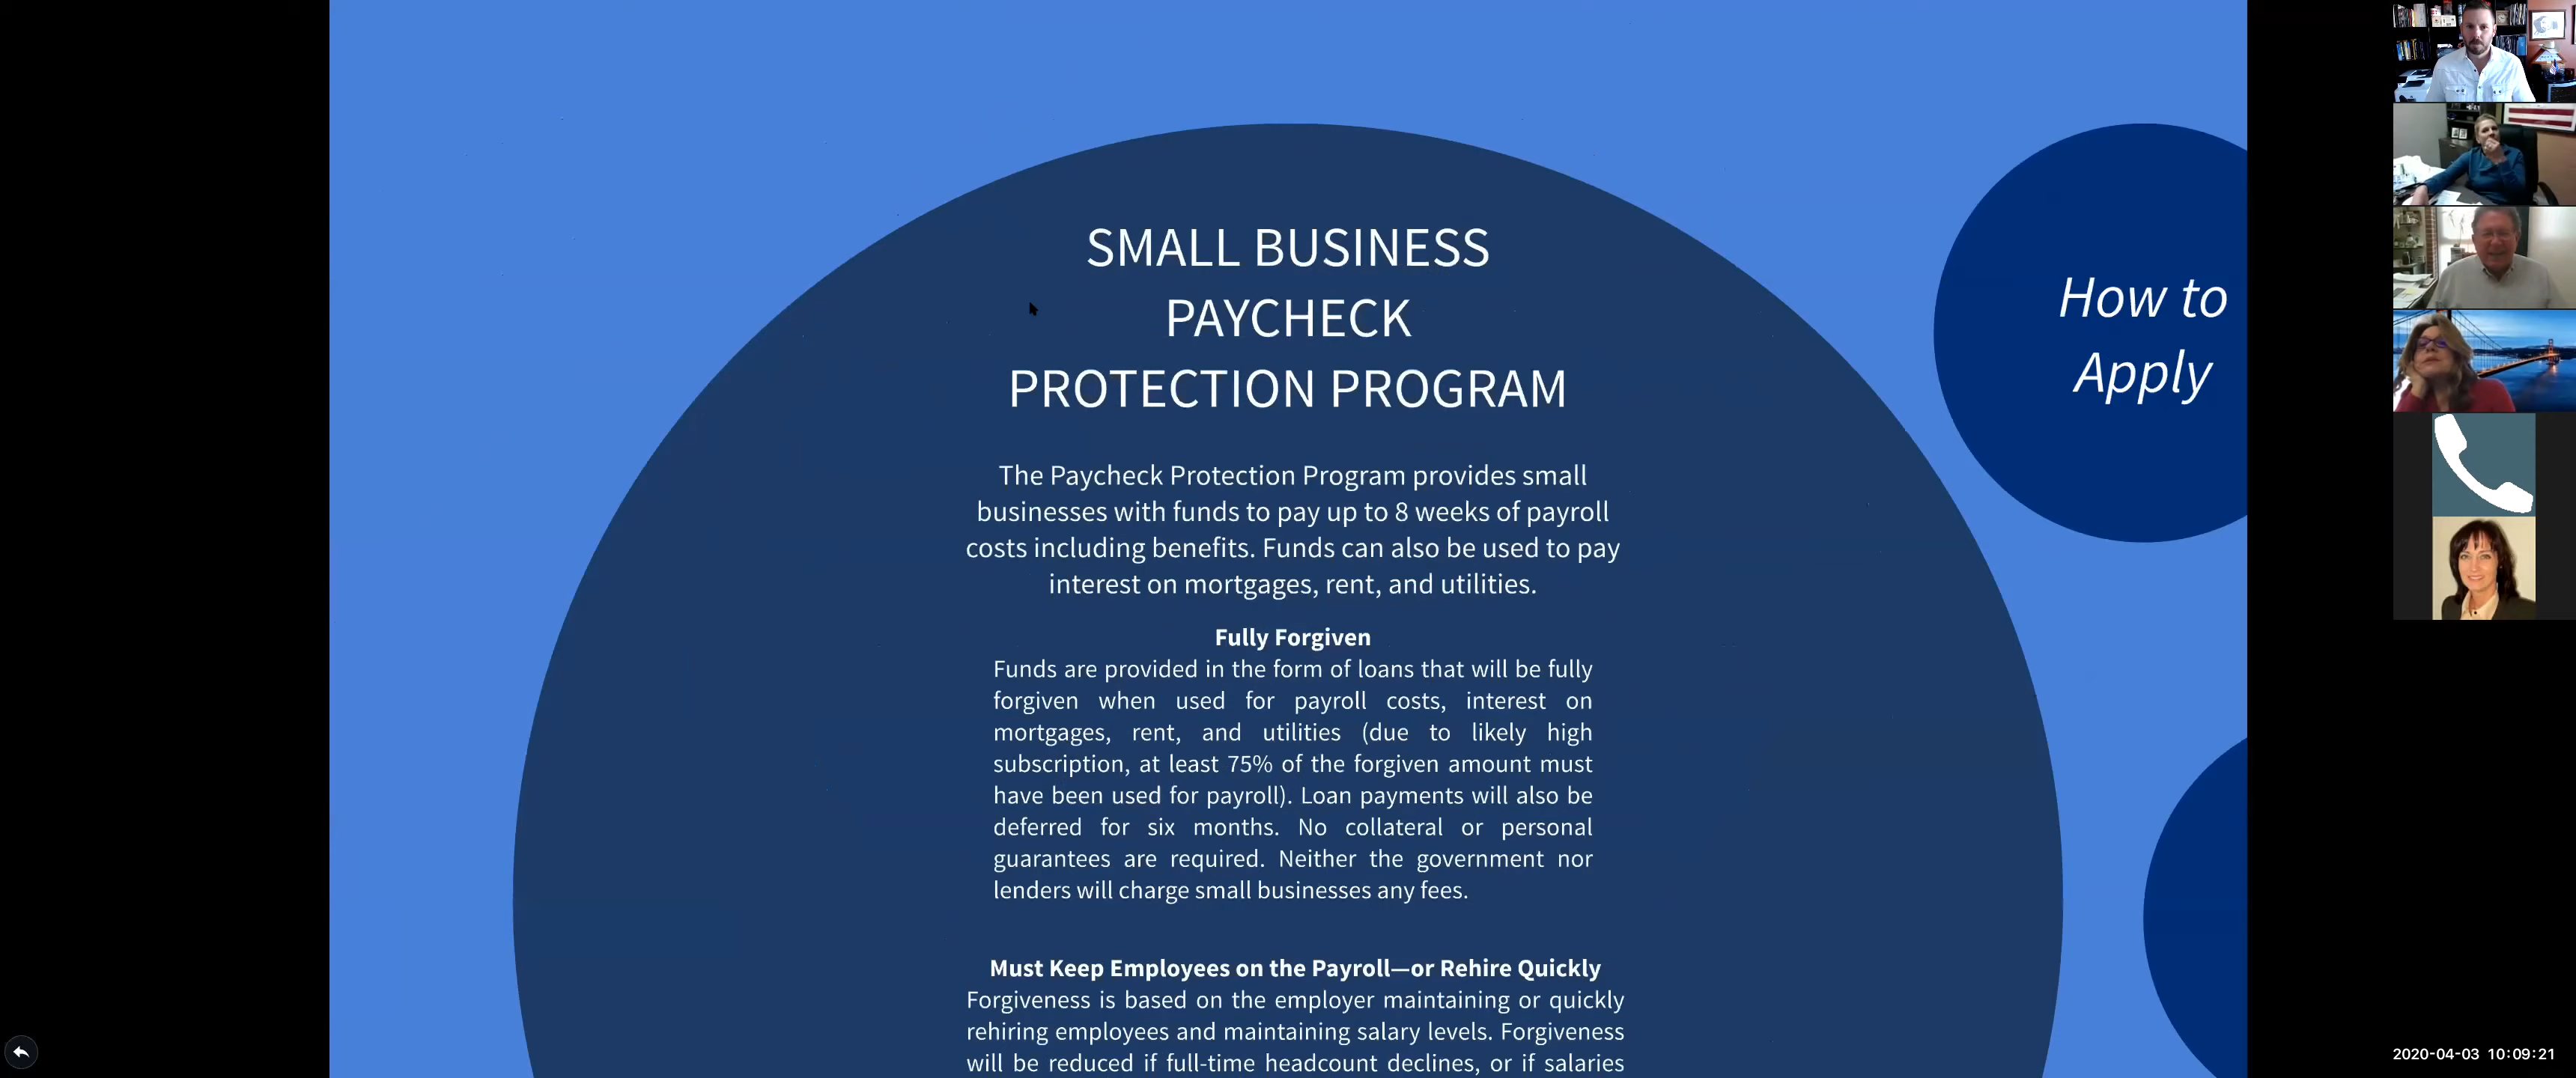 SMALL BUSINESS
PAYCHECK
PROTECTION PROGRAM
The Paycheck Protection Program provides small
businesses with funds to pay up to 8 weeks of payroll
costs including benefits. Funds can also be used to pay
interest on mortgages, rent, and utilities.
Fully Forgiven
Funds are provided in the form of loans that will be fully
forgiven when used for payroll costs, interest on
mortgages, rent, and utilities (due to likely high
subscription, at least 75% of the forgiven amount must
have been used for payroll). Loan payments will also be
deferred for six months. No collateral or personal
guarantees are required. Neither the government nor
lenders will charge small businesses any fees.
Must Keep Employees on the Payroll—or Rehire Quickly
Forgiveness is based on the employer maintaining or quickly
rehiring employees and maintaining salary levels. Forgiveness
will be reduced if full-time headcount declines, or if salaries
How to
Apply
2020-04-03 10:09:21